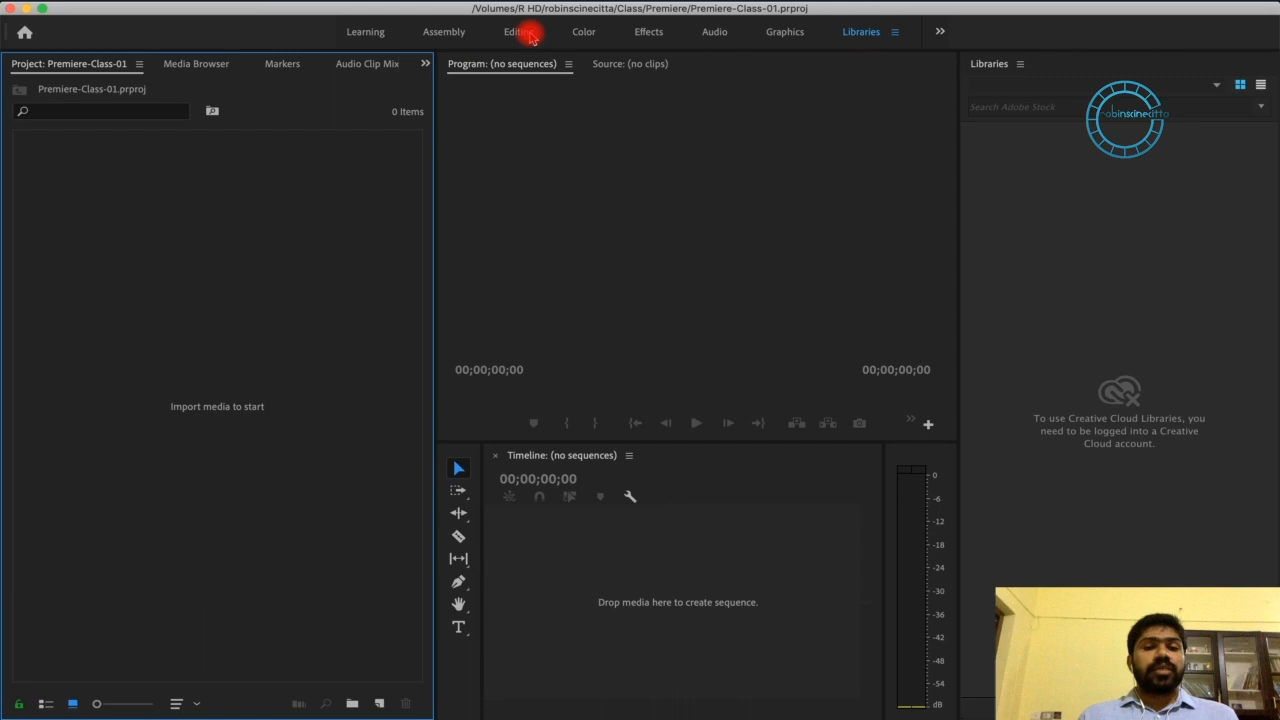 /Volumes/R HD/robinscinecitta/Class/Premiere/Premiere-Class-01.prproj
Learning Assembly Editing Color Effects Audio Graphics Libraries
Project: Premiere-Class-01 Media Browser Markers Audio Clip Mix
Premiere-Class-01.prproj
0 Items
Import media to start
Program: (no sequences) Source: (no clips)
00;00;00;00 00;00;00;00
Timeline: (no sequences)
00;00;00;00
Drop media here to create sequence.
0
-6
-12
-18
-24
-30
-36
-42
-48
-54
dB
Libraries
Search Adobe Stock
robinscinecitta
To use Creative Cloud Libraries, you
need to be logged into a Creative
Cloud account.